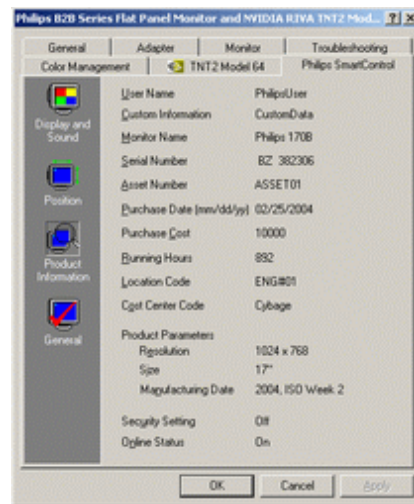 Philips B2B Series Flat Panel Monitor and NVIDIA RIVA TNT2 Mod...
General Adapter Monitor Troubleshooting
Color Management TNT2 Model 64 Philips SmartControl
Display and
Sound
Position
Product
Information
General
User Name PhilipsUser
Custom Information CustomData
Monitor Name Philips 170B
Serial Number BZ 382306
Asset Number ASSET01
Purchase Date (mm/dd/yy) 02/25/2004
Purchase Cost 10000
Running Hours 892
Location Code ENG#01
Cost Center Code Cybage
Product Parameters
Resolution 1024 x 768
Size 17"
Manufacturing Date 2004, ISO Week 2
Security Setting Off
Online Status On
OK Cancel Apply